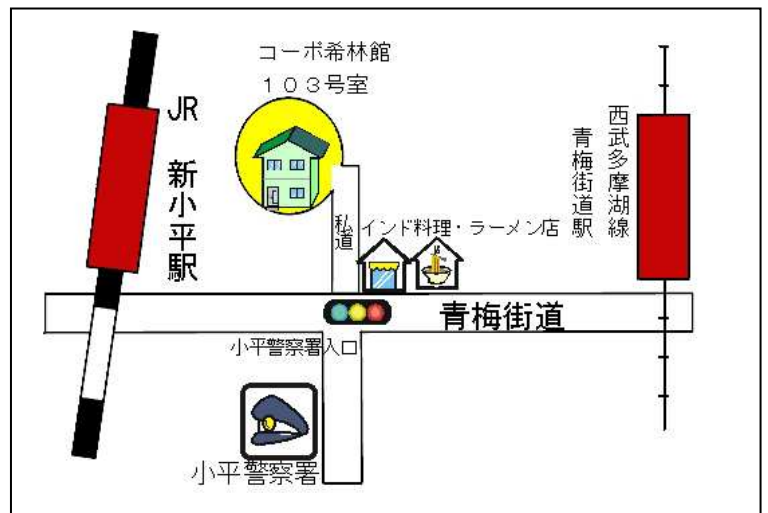 コーポ希林館
１０３号室
JR 新小平駅
西武多摩湖線
青梅街道駅
私道
インド料理・ラーメン店
青梅街道
小平警察署入口
小平警察署